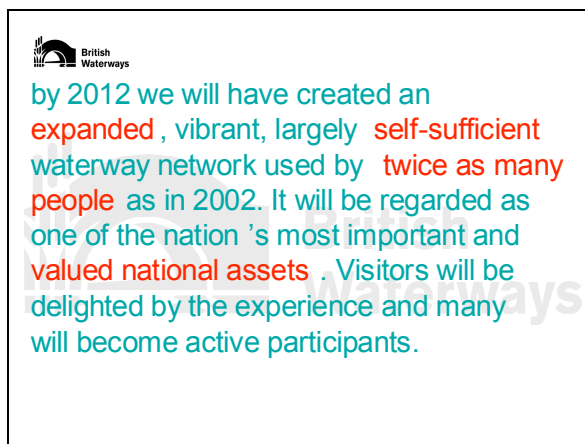 British
Waterways
by 2012 we will have created an
expanded , vibrant, largely self-sufficient
waterway network used by twice as many
people as in 2002. It will be regarded as
one of the nation ’s most important and
valued national assets . Visitors will be
delighted by the experience and many
will become active participants.
British
Waterways